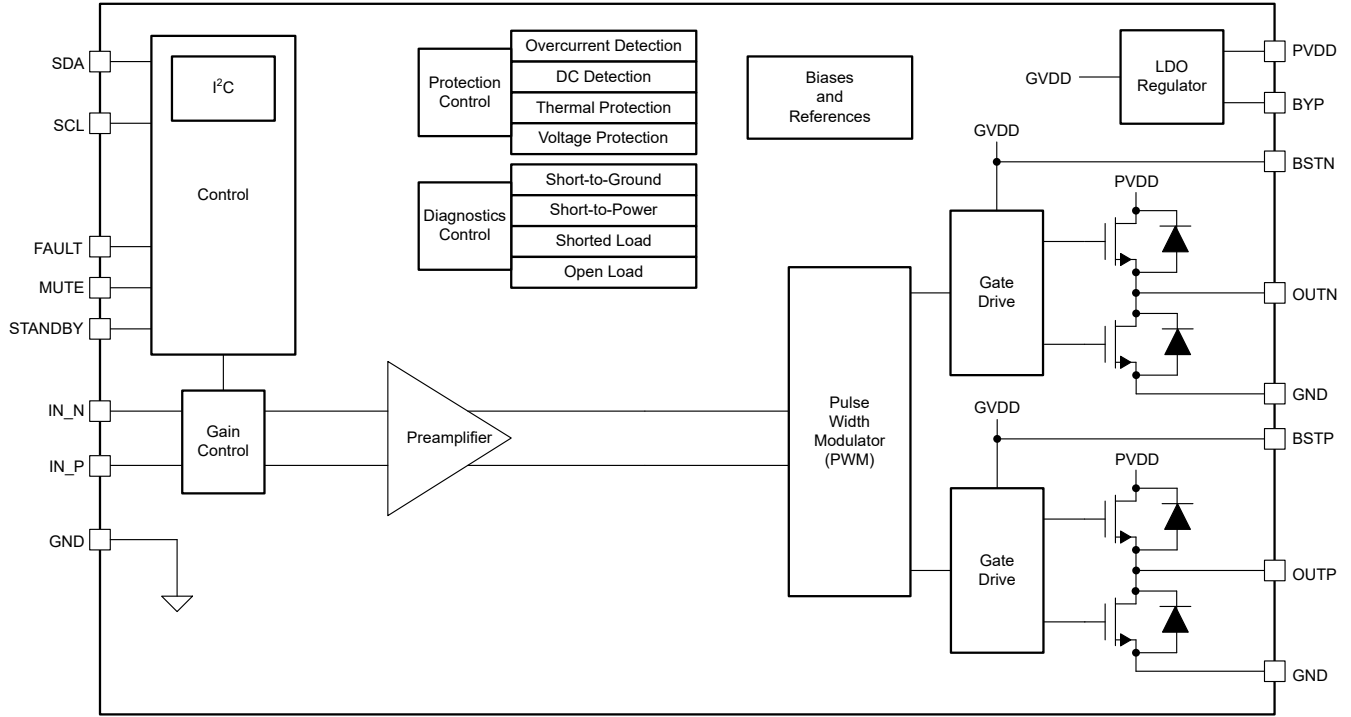 SDA
SCL
FAULT
MUTE
STANDBY
IN_N
IN_P
GND
I²C
Control
Gain
Control
Preamplifier
Protection
Control
Overcurrent Detection
DC Detection
Thermal Protection
Voltage Protection
Diagnostics
Control
Short-to-Ground
Short-to-Power
Shorted Load
Open Load
Biases
and
References
Pulse
Width
Modulator
(PWM)
GVDD
LDO
Regulator
GVDD
PVDD
Gate
Drive
GVDD
PVDD
Gate
Drive
PVDD
BYP
BSTN
OUTN
GND
BSTP
OUTP
GND